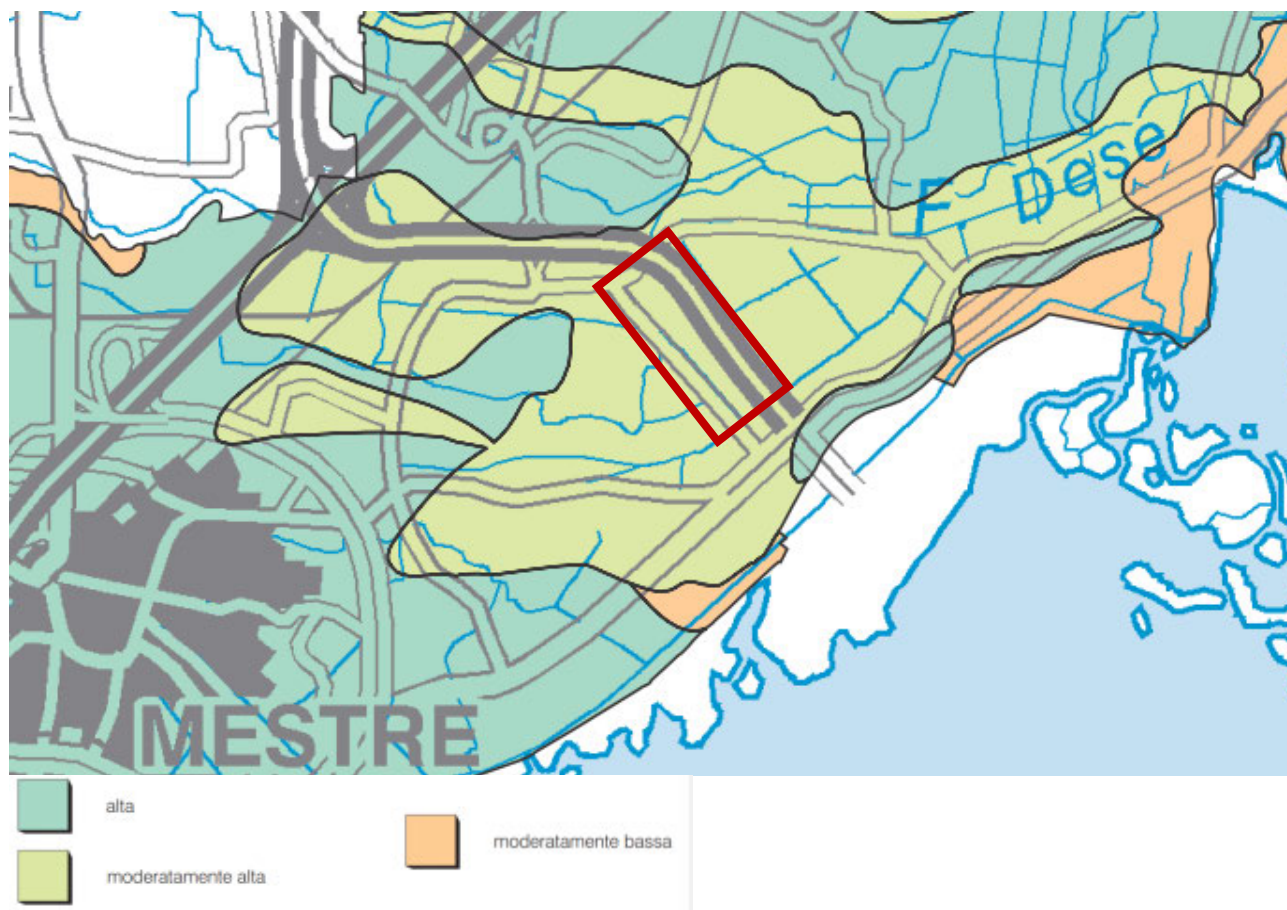 F Dese
MESTRE
alta
moderatamente bassa
moderatamente alta